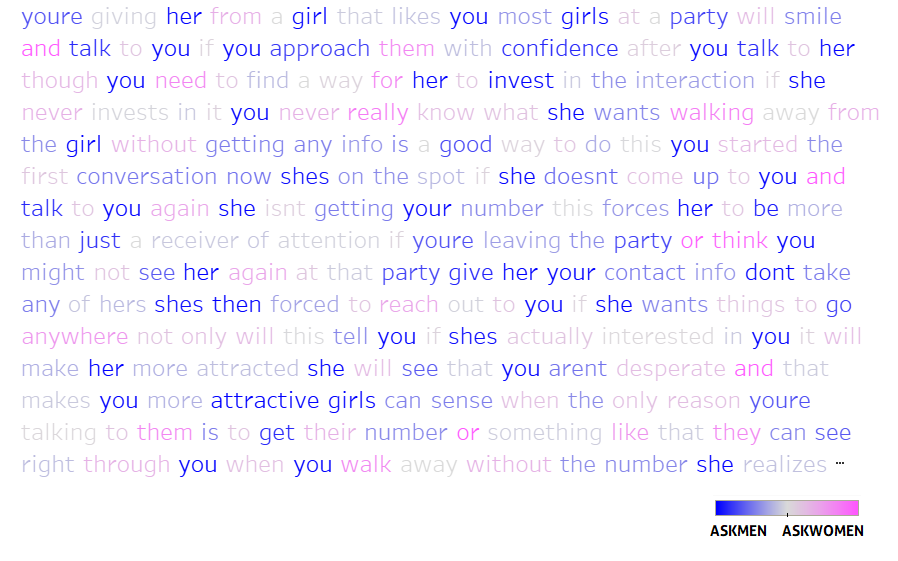 youre giving her from a girl that likes you most girls at a party will smile
and talk to you if you approach them with confidence after you talk to her
though you need to find a way for her to invest in the interaction if she
never invests in it you never really know what she wants walking away from
the girl without getting any info is a good way to do this you started the
first conversation now shes on the spot if she doesnt come up to you and
talk to you again she isnt getting your number this forces her to be more
than just a receiver of attention if youre leaving the party or think you
might not see her again at that party give her your contact info dont take
any of hers shes then forced to reach out to you if she wants things to go
anywhere not only will this tell you if shes actually interested in you it will
make her more attracted she will see that you arent desperate and that
makes you more attractive girls can sense when the only reason youre
talking to them is to get their number or something like that they can see
right through you when you walk away without the number she realizes ...
ASKMEN ASKWOMEN